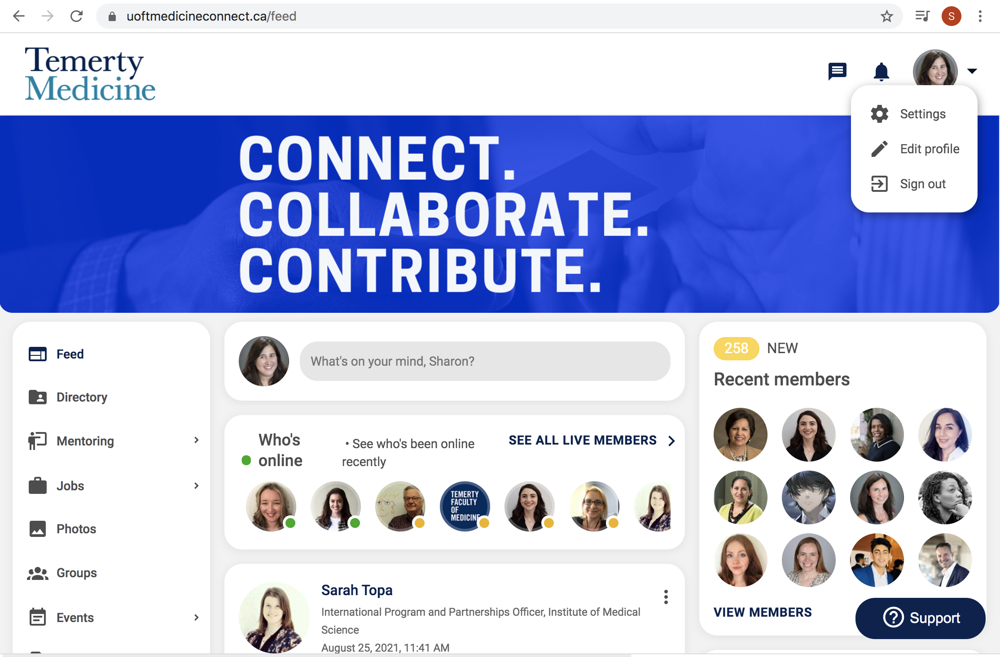 uoftmedicineconnect.ca/feed
S
Temerty
Medicine
Settings
Edit profile
Sign out
CONNECT.
COLLABORATE.
CONTRIBUTE.
Feed
Directory
Mentoring
Jobs
Photos
Groups
Events
What's on your mind, Sharon?
Who's
online
• See who's been online
recently
SEE ALL LIVE MEMBERS
TEMERTY
FACULTY
OF
MEDICINE
Sarah Topa
International Program and Partnerships Officer, Institute of Medical
Science
August 25, 2021, 11:41 AM
258 NEW
Recent members
VIEW MEMBERS
Support